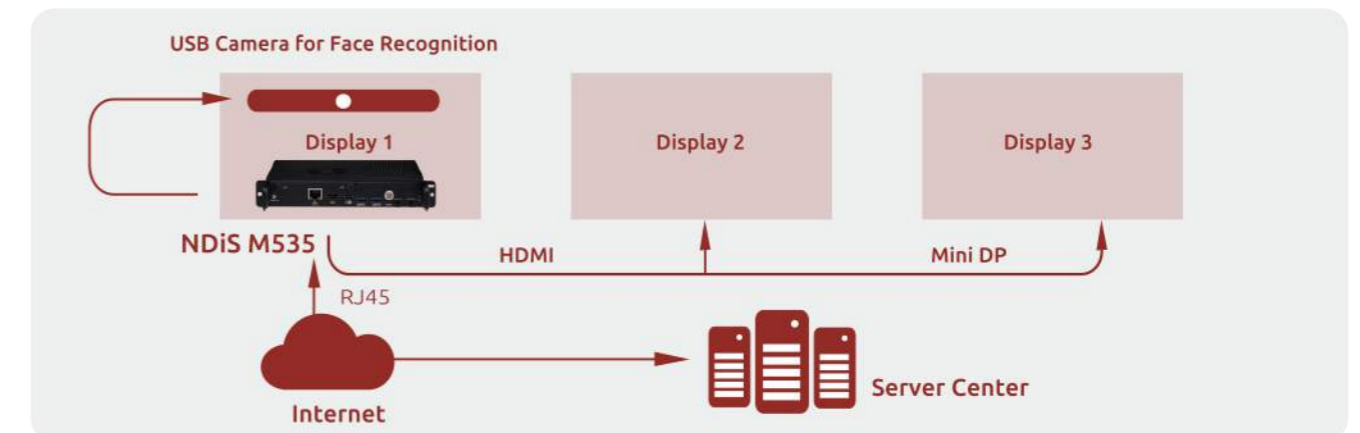 USB Camera for Face Recognition
Display 1
Display 2
Display 3
NDiS M535
HDMI
Mini DP
RJ45
Server Center
Internet